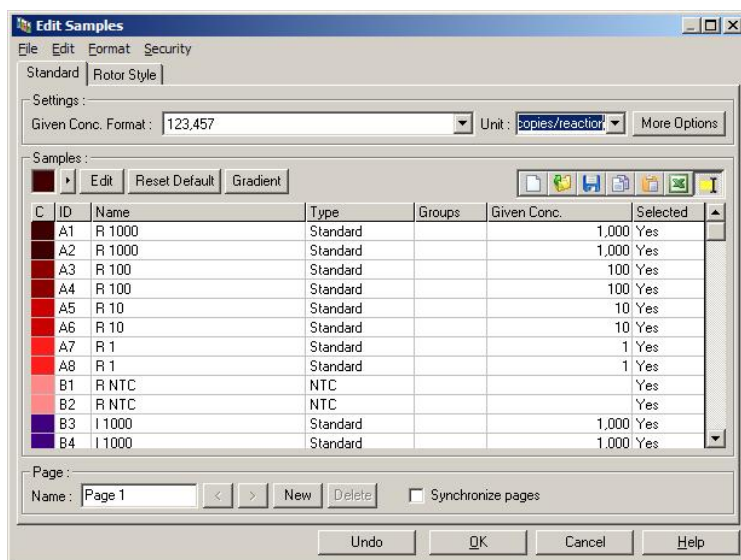 Edit Samples
File Edit Format Security
Standard Rotor Style
Settings :
Given Conc. Format : 123,457 Unit : copies/reaction More Options
Samples :
Edit Reset Default Gradient
C ID Name Type Groups Given Conc. Selected
A1 R 1000 Standard 1,000 Yes
A2 R 1000 Standard 1,000 Yes
A3 R 100 Standard 100 Yes
A4 R 100 Standard 100 Yes
A5 R 10 Standard 10 Yes
A6 R 10 Standard 10 Yes
A7 R 1 Standard 1 Yes
A8 R 1 Standard 1 Yes
B1 R NTC NTC Yes
B2 R NTC NTC Yes
B3 I 1000 Standard 1,000 Yes
B4 I 1000 Standard 1,000 Yes
Page :
Name : Page 1 < > New Delete Synchronize pages
Undo OK Cancel Help